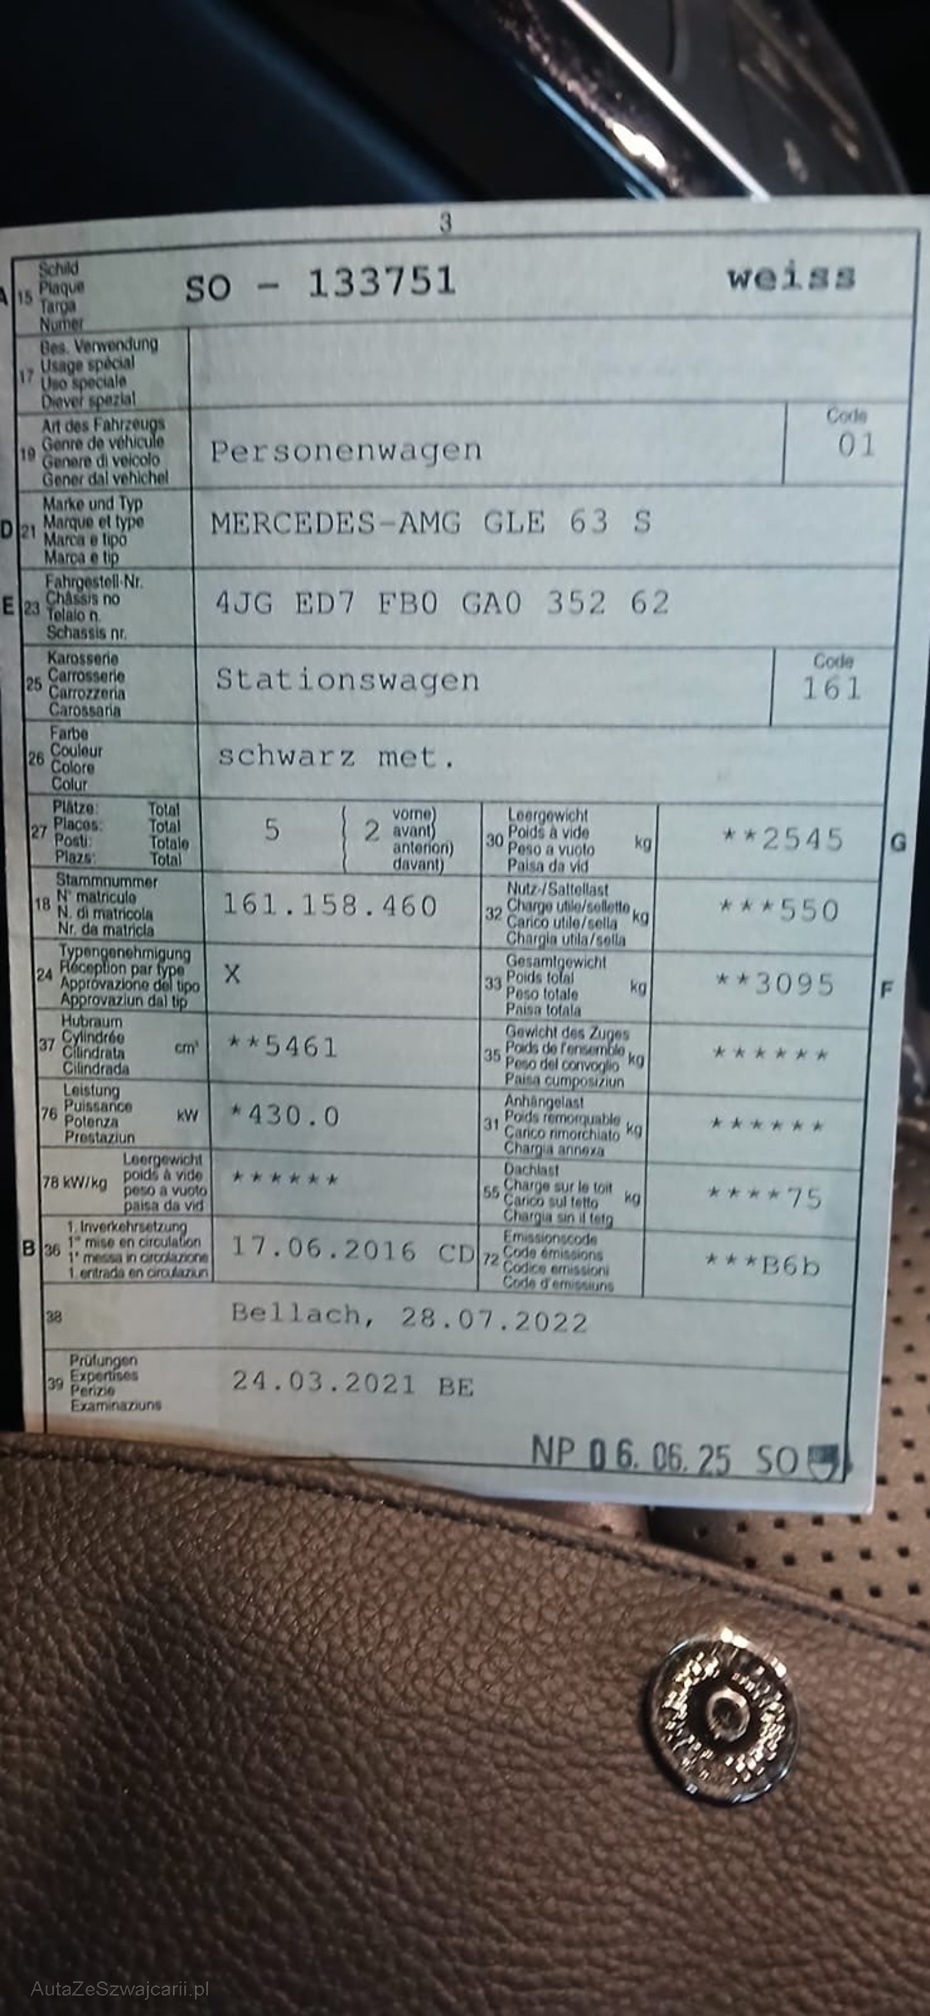 3
A 15 Schild
Plaque
Targa
Numer
SO - 133751 weiss
17 Bes. Verwendung
Usage spécial
Uso speciale
Diever spezial
19 Art des Fahrzeugs
Genre de véhicule
Genere di veicolo
Gener dal vehichel
Personenwagen
Code
01
D 21 Marke und Typ
Marque et type
Marca e tipo
Marca e tip
MERCEDES-AMG GLE 63 S
E 23 Fahrgestell-Nr.
Châssis no
Telaio n.
Schassis nr.
4JG ED7 FB0 GA0 352 62
25 Karosserie
Carrosserie
Carrozzeria
Carossaria
Stationswagen
Code
161
26 Farbe
Couleur
Colore
Colur
schwarz met.
27 Plätze: Total
Places: Total
Posti: Totale
Plazs: Total
5 ( 2 vorne)
avant)
anteriori)
davant)
30 Leergewicht
Poids à vide
Peso a vuoto
Paisa da vid
kg
**2545 G
18 Stammnummer
N° matricule
N. di matricola
Nr. da matricla
161.158.460
32 Nutz-/Sattellast
Charge utile/sellette
Carico utile/sella
Chargia utila/sella
kg
***550
24 Typengenehmigung
Réception par type
Approvazione del tipo
Approvaziun dal tip
X
33 Gesamtgewicht
Poids total
Peso totale
Paisa totala
kg
**3095 F
37 Hubraum
Cylindrée
Cilindrata
Cilindrada
cm³
**5461
35 Gewicht des Zuges
Poids de l'ensemble
Peso del convoglio
Paisa cumposiziun
kg
******
76 Leistung
Puissance
Potenza
Prestaziun
kW
*430.0
31 Anhängelast
Poids remorquable
Carico rimorchiato
Chargia annexa
kg
******
78 kW/kg Leergewicht
poids à vide
peso a vuoto
paisa da vid
******
55 Dachlast
Charge sur le toit
Carico sul tetto
Chargia sin il tetg
kg
****75
B 36 1. Inverkehrsetzung
1re mise en circulation
1a messa in circolazione
1. entrada en circulaziun
17.06.2016 CD
72 Emissionscode
Code émissions
Codice emissioni
Code d'emissiuns
***B6b
38 Bellach, 28.07.2022
39 Prüfungen
Expertises
Perizie
Examinaziuns
24.03.2021 BE
NP 06.06.25 SO
AutaZeSzwajcarii.pl